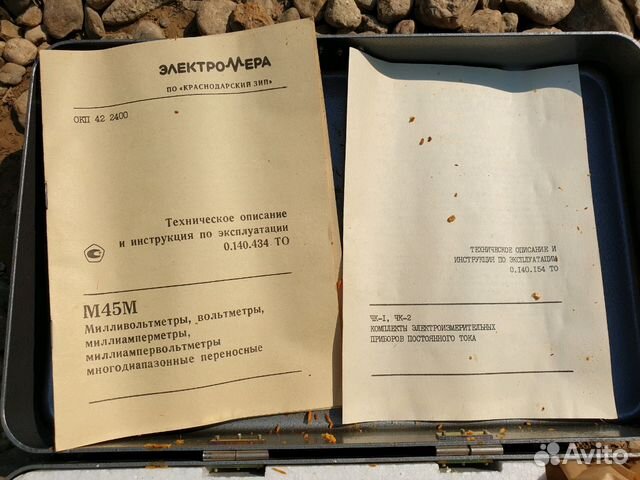 ЭЛЕКТРОМЕРА
ПО «КРАСНОДАРСКИЙ ЗИП»
ОКП 42 2400
Техническое описание
и инструкция по эксплуатации
0.140.434 ТО
М45М
Милливольтметры, вольтметры,
миллиамперметры,
миллиампервольтметры
многодиапазонные переносные
ТЕХНИЧЕСКОЕ ОПИСАНИЕ И
ИНСТРУКЦИЯ ПО ЭКСПЛУАТАЦИИ
0.140.154 ТО
ЧК-I, ЧК-2
КОМПЛЕКТЫ ЭЛЕКТРОИЗМЕРИТЕЛЬНЫХ
ПРИБОРОВ ПОСТОЯННОГО ТОКА
Avito